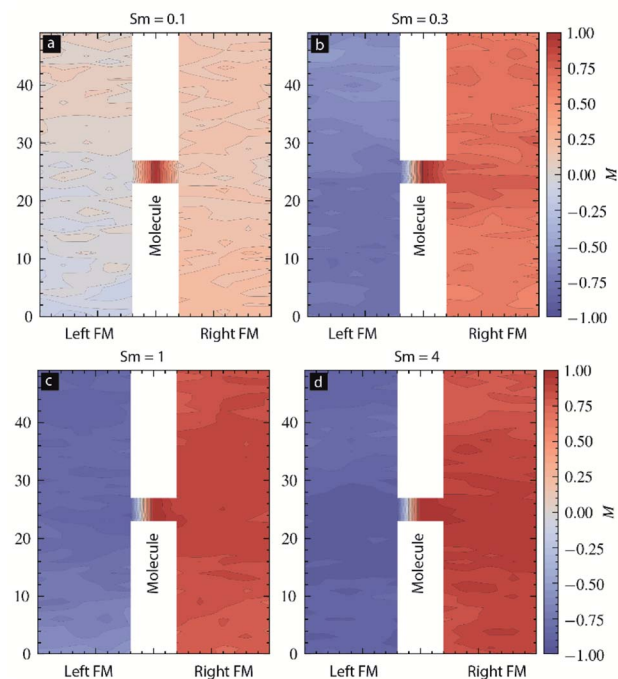 Sm = 0.1
Sm = 0.3
a
b
40
30
20
10
0
Molecule
Molecule
1.00
0.75
0.50
0.25
0.00
−0.25
−0.50
−0.75
−1.00
M
Left FM
Right FM
Left FM
Right FM
Sm = 1
Sm = 4
c
d
40
30
20
10
0
Molecule
Molecule
1.00
0.75
0.50
0.25
0.00
−0.25
−0.50
−0.75
−1.00
M
Left FM
Right FM
Left FM
Right FM